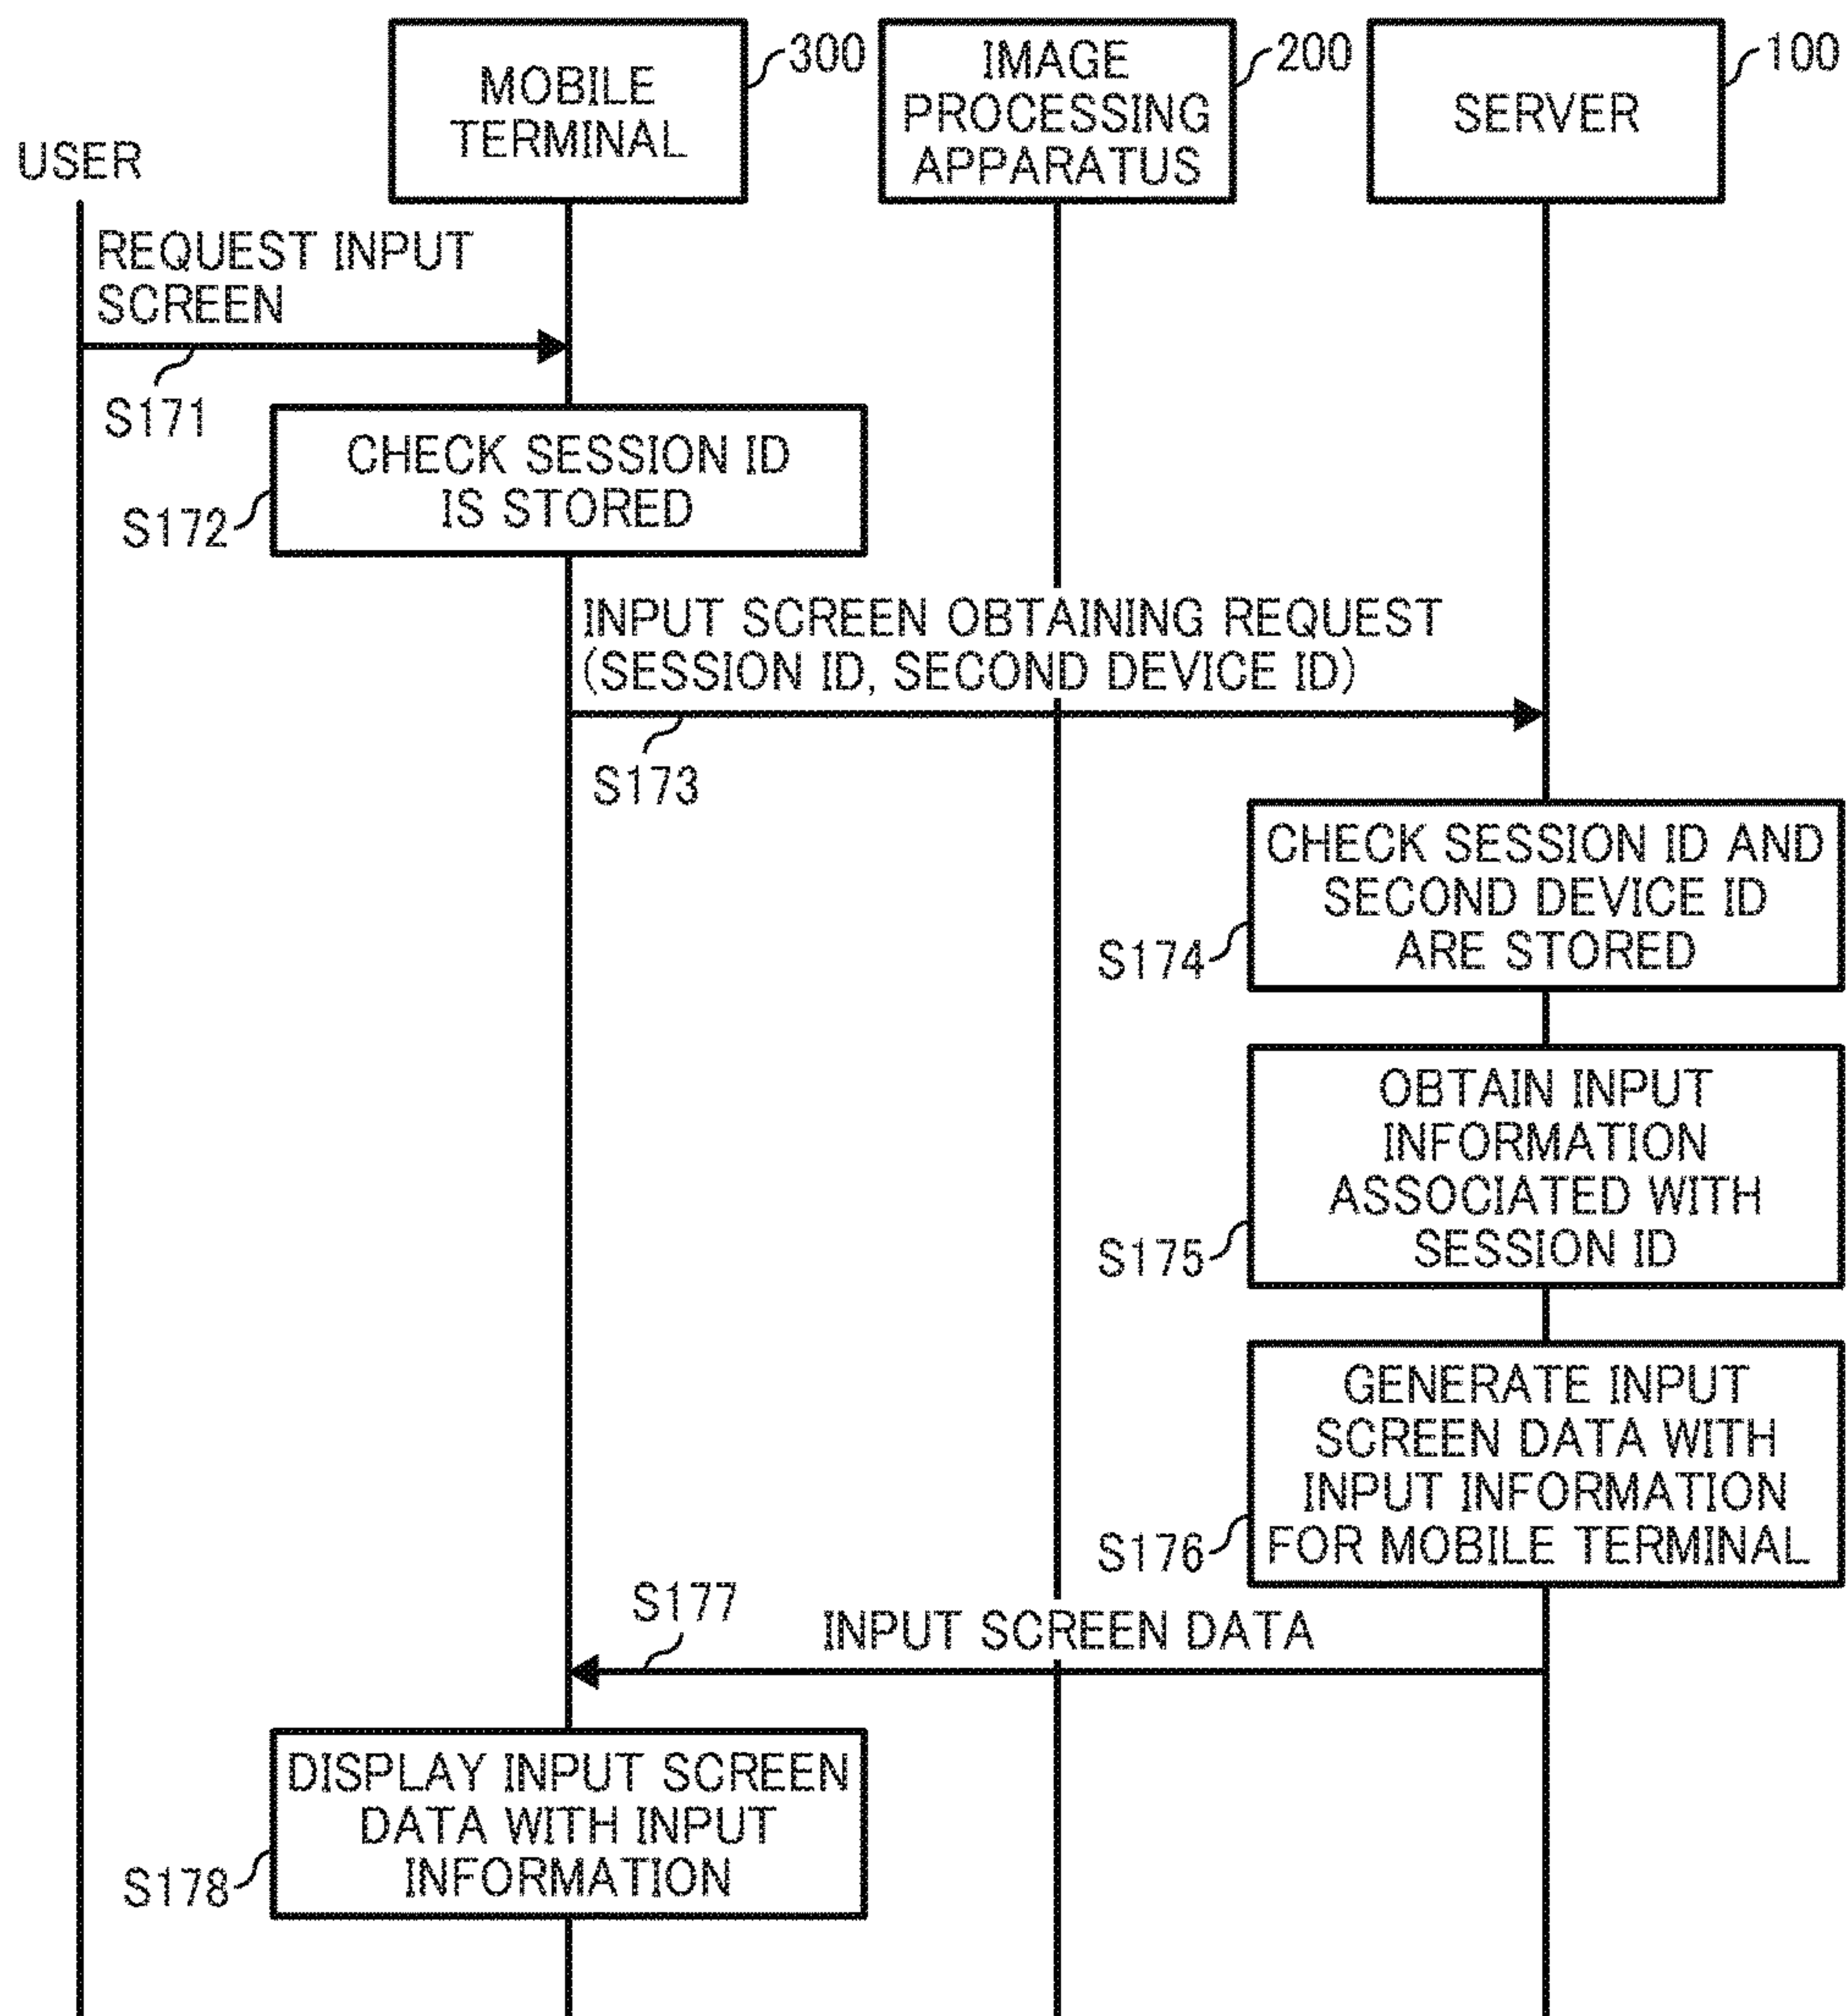 USER
MOBILE
TERMINAL
300
IMAGE
PROCESSING
APPARATUS
200
SERVER
100
REQUEST INPUT
SCREEN
S171
CHECK SESSION ID
IS STORED
S172
INPUT SCREEN OBTAINING REQUEST
(SESSION ID, SECOND DEVICE ID)
S173
CHECK SESSION ID AND
SECOND DEVICE ID
ARE STORED
S174
OBTAIN INPUT
INFORMATION
ASSOCIATED WITH
SESSION ID
S175
GENERATE INPUT
SCREEN DATA WITH
INPUT INFORMATION
FOR MOBILE TERMINAL
S176
S177
INPUT SCREEN DATA
DISPLAY INPUT SCREEN
DATA WITH INPUT
INFORMATION
S178